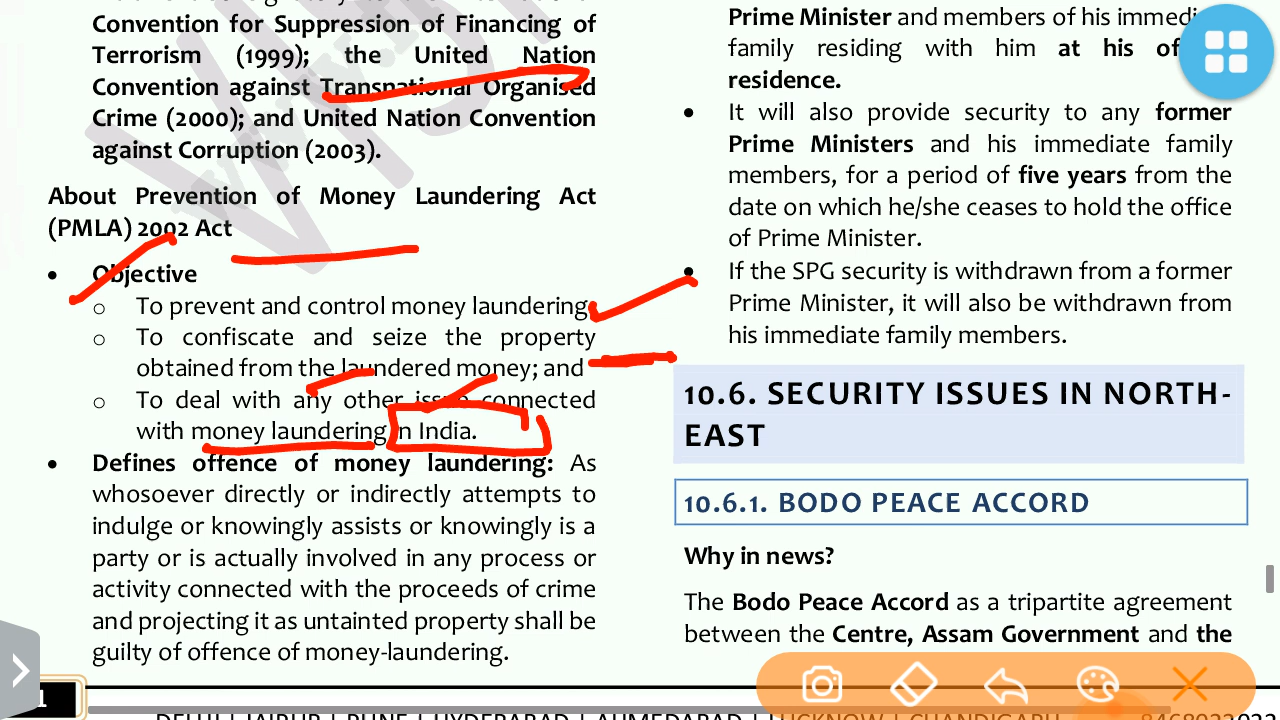 Convention for Suppression of Financing of
Terrorism (1999); the United Nation
Convention against Transnational Organised
Crime (2000); and United Nation Convention
against Corruption (2003).
About Prevention of Money Laundering Act
(PMLA) 2002 Act
• Objective
o To prevent and control money laundering;
o To confiscate and seize the property
obtained from the laundered money; and
o To deal with any other issue connected
with money laundering in India.
• Defines offence of money laundering: As
whosoever directly or indirectly attempts to
indulge or knowingly assists or knowingly is a
party or is actually involved in any process or
activity connected with the proceeds of crime
and projecting it as untainted property shall be
guilty of offence of money-laundering.
Prime Minister and members of his immedi
family residing with him at his of
residence.
• It will also provide security to any former
Prime Ministers and his immediate family
members, for a period of five years from the
date on which he/she ceases to hold the office
of Prime Minister.
• If the SPG security is withdrawn from a former
Prime Minister, it will also be withdrawn from
his immediate family members.
10.6. SECURITY ISSUES IN NORTH-
EAST
10.6.1. BODO PEACE ACCORD
Why in news?
The Bodo Peace Accord as a tripartite agreement
between the Centre, Assam Government and the
1
DELHI | JAIPUR | PUNE | HYDERABAD | AHMEDABAD | LUCKNOW | CHANDIGARH